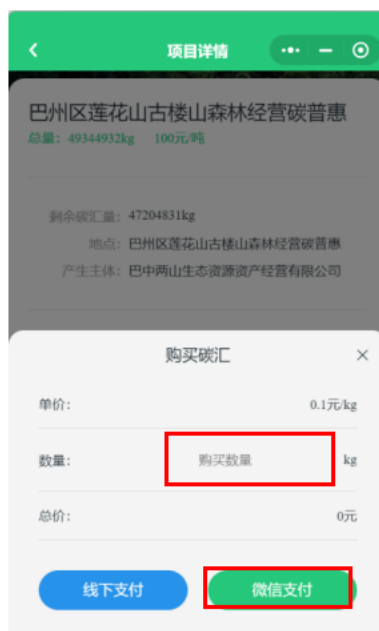 项目详情
巴州区莲花山古楼山森林经营碳普惠
总量：49344932kg 100元/吨
剩余碳汇量：47204831kg
地点：巴州区莲花山古楼山森林经营碳普惠
产生主体：巴中两山生态资源资产经营有限公司
购买碳汇
单价： 0.1元/kg
数量： 购买数量 kg
总价： 0元
线下支付 微信支付